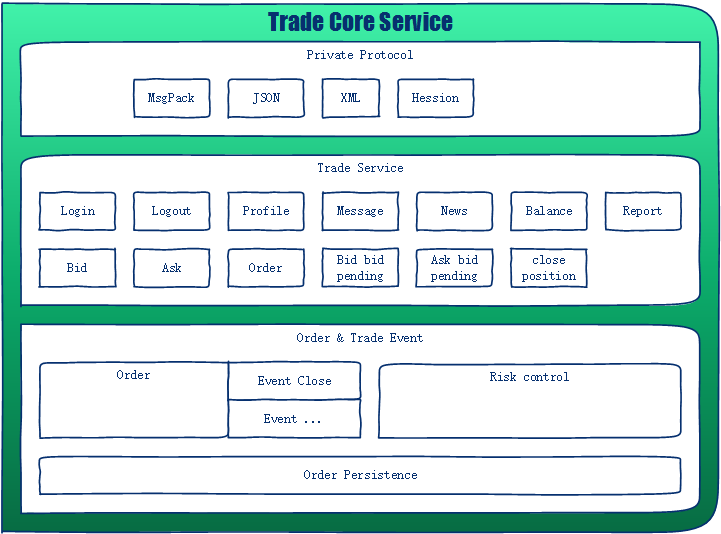 Trade Core Service
Private Protocol
MsgPack
JSON
XML
Hession
Trade Service
Login
Logout
Profile
Message
News
Balance
Report
Bid
Ask
Order
Bid bid
pending
Ask bid
pending
close
position
Order & Trade Event
Order
Event Close
Event ...
Risk control
Order Persistence